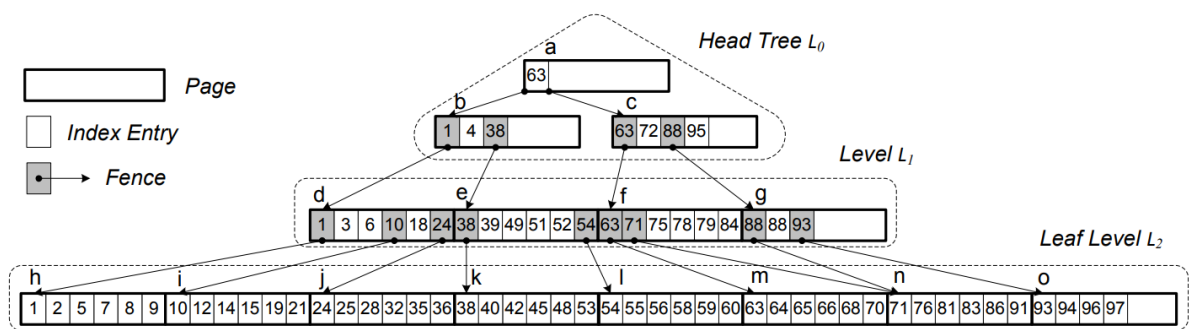 Head Tree L0
a
63
Page
b
c
1 4 38
63 72 88 95
Index Entry
Level L1
Fence
d e f g
1 3 6 10 18 24 38 39 49 51 52 54 63 71 75 78 79 84 88 88 93
Leaf Level L2
h i j k l m n o
1 2 5 7 8 9 10 12 14 15 19 21 24 25 28 32 35 36 38 40 42 45 48 53 54 55 56 58 59 60 63 64 65 66 68 70 71 76 81 83 86 91 93 94 96 97